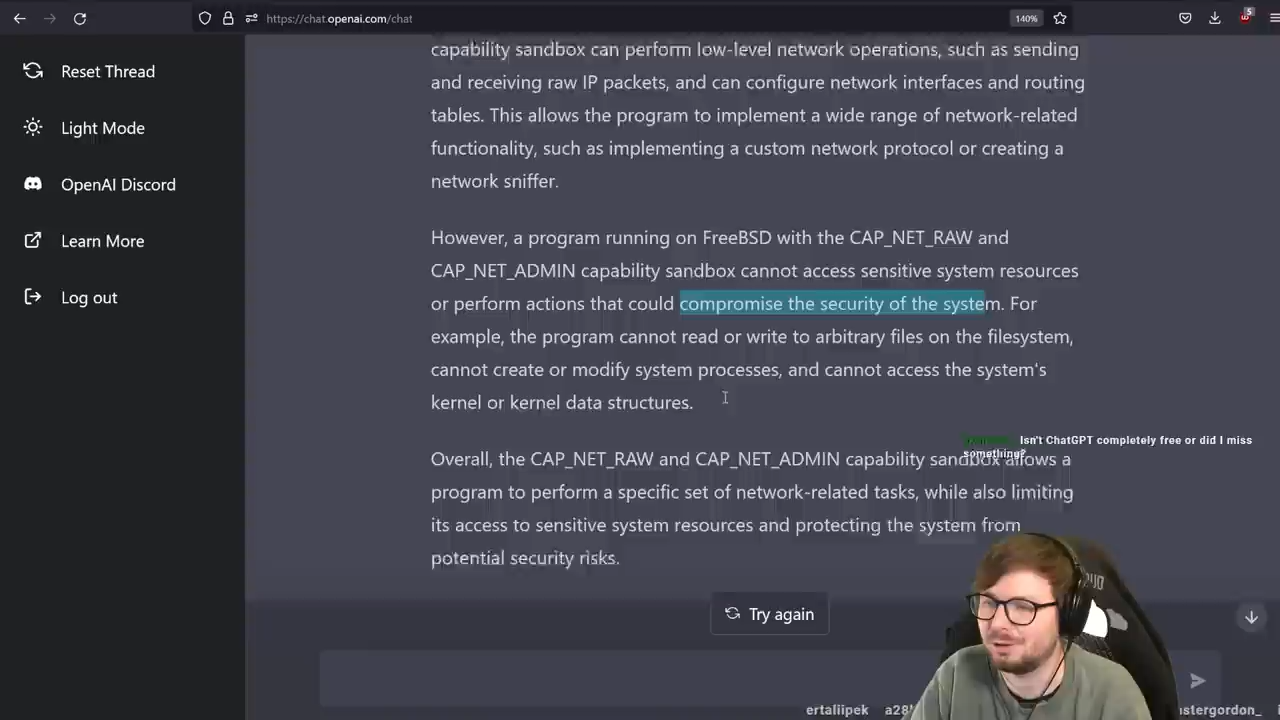 https://chat.openai.com/chat
140%
5
Reset Thread
Light Mode
OpenAI Discord
Learn More
Log out
capability sandbox can perform low-level network operations, such as sending
and receiving raw IP packets, and can configure network interfaces and routing
tables. This allows the program to implement a wide range of network-related
functionality, such as implementing a custom network protocol or creating a
network sniffer.
However, a program running on FreeBSD with the CAP_NET_RAW and
CAP_NET_ADMIN capability sandbox cannot access sensitive system resources
or perform actions that could compromise the security of the system. For
example, the program cannot read or write to arbitrary files on the filesystem,
cannot create or modify system processes, and cannot access the system's
kernel or kernel data structures.
Isn't ChatGPT completely free or did I miss
something?
Overall, the CAP_NET_RAW and CAP_NET_ADMIN capability sandbox allows a
program to perform a specific set of network-related tasks, while also limiting
its access to sensitive system resources and protecting the system from
potential security risks.
Try again
ertaliipek